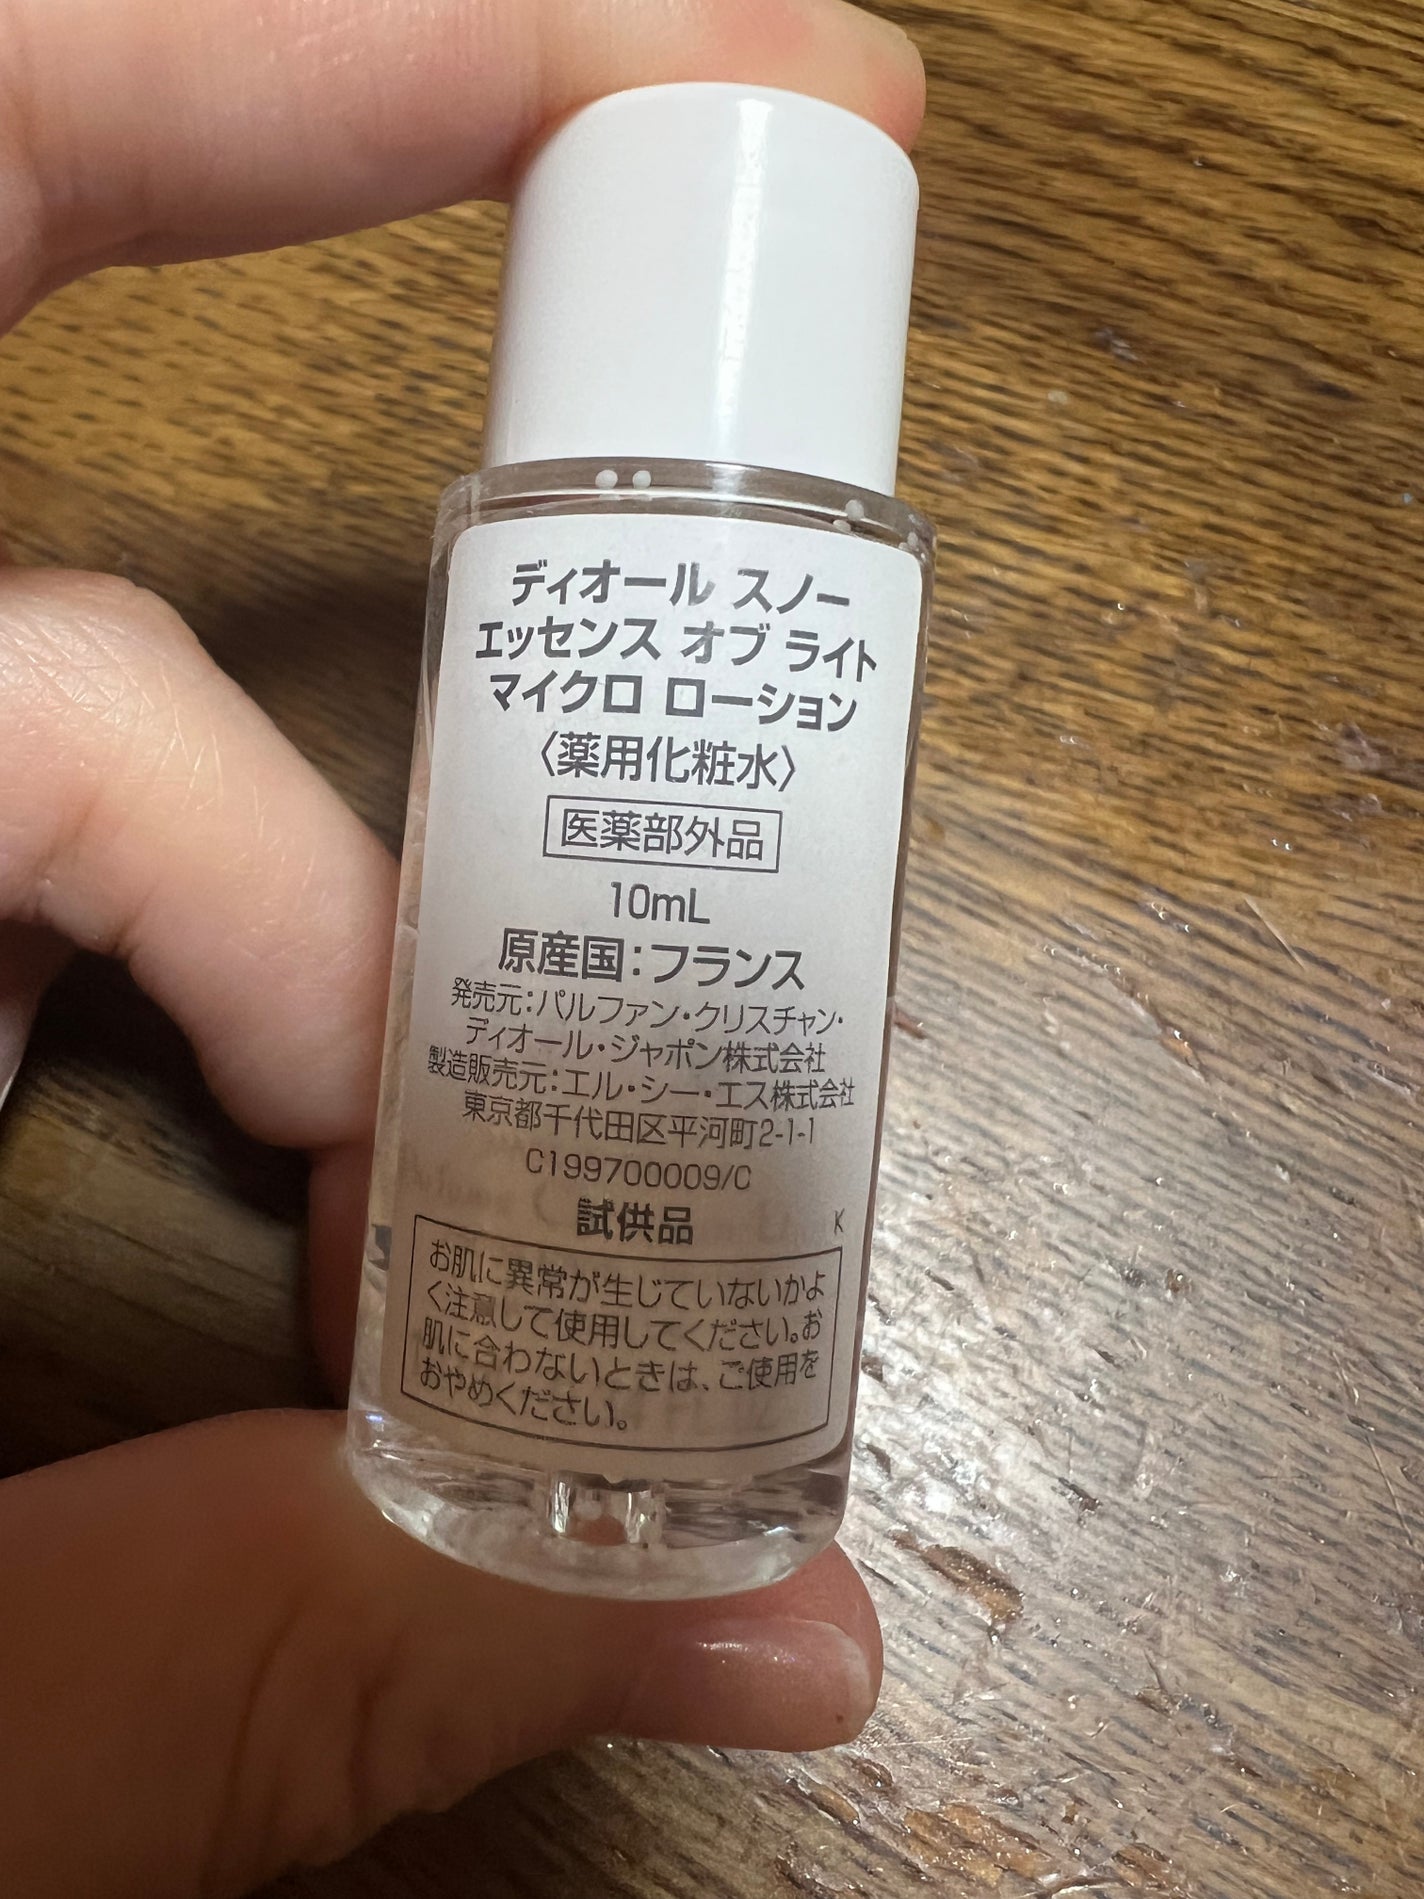 ディオール スノー
エッセンス オブ ライト
マイクロ ローション
〈薬用化粧水〉
医薬部外品
10mL
原産国：フランス
発売元：パルファン・クリスチャン・
ディオール・ジャポン株式会社
製造販売元：エル・シー・エス株式会社
東京都千代田区平河町2-1-1
C199700009/C
試供品
K
お肌に異常が生じていないかよ
く注意して使用してください。お
肌に合わないときは、ご使用を
おやめください。